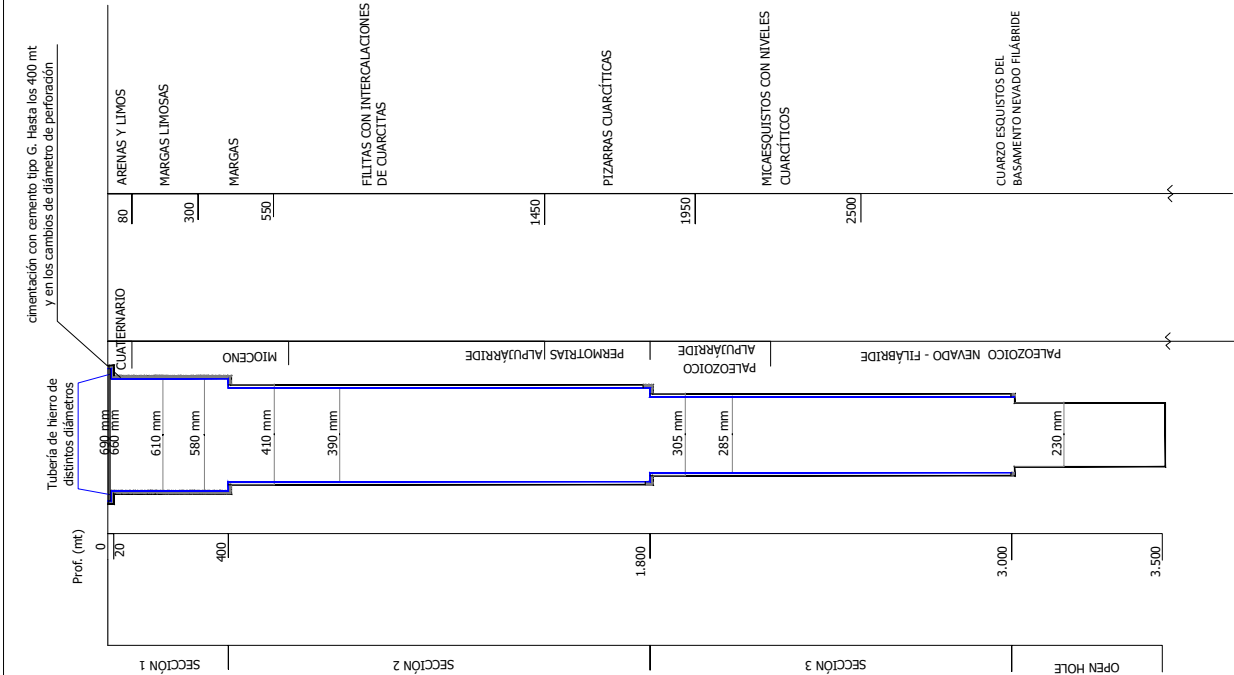 cimentación con cemento tipo G. Hasta los 400 mt
y en los cambios de diámetro de perforación
Tubería de hierro de
distintos diámetros
Prof. (mt)
0
20
400
1.800
3.000
3.500
SECCIÓN 1
SECCIÓN 2
SECCIÓN 3
OPEN HOLE
690 mm
660 mm
610 mm
580 mm
410 mm
390 mm
305 mm
285 mm
230 mm
CUATERNARIO
MIOCENO
PERMOTRIAS ALPUJÁRRIDE
PALEOZOICO
ALPUJÁRRIDE
PALEOZOICO NEVADO - FILÁBRIDE
80
300
550
1450
1950
2500
ARENAS Y LIMOS
MARGAS LIMOSAS
MARGAS
FILITAS CON INTERCALACIONES
DE CUARCITAS
PIZARRAS CUARCÍTICAS
MICAESQUISTOS CON NIVELES
CUARCÍTICOS
CUARZO ESQUISTOS DEL
BASAMENTO NEVADO FILÁBRIDE